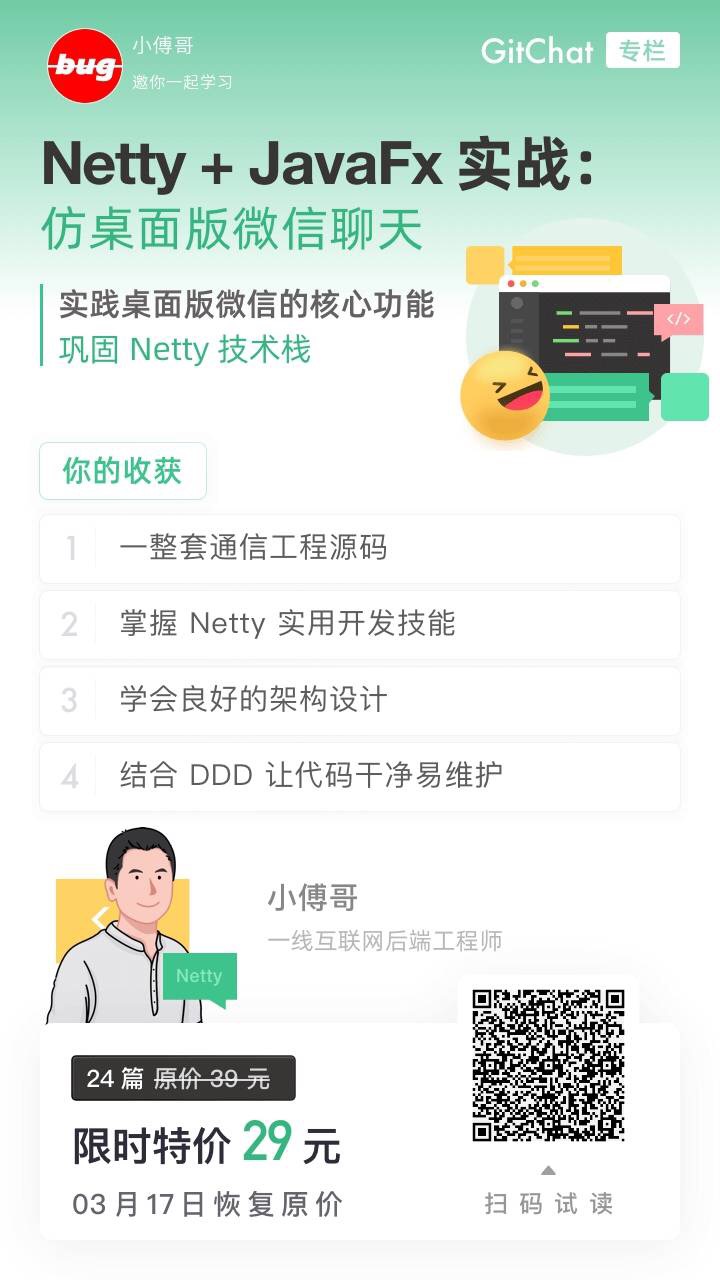 bug
小傅哥
邀你一起学习
GitChat 专栏
Netty + JavaFx 实战：
仿桌面版微信聊天
实践桌面版微信的核心功能
巩固 Netty 技术栈
</>
你的收获
1 一整套通信工程源码
2 掌握 Netty 实用开发技能
3 学会良好的架构设计
4 结合 DDD 让代码干净易维护
Netty
小傅哥
一线互联网后端工程师
24 篇 原价 39 元
限时特价 29 元
03 月 17 日恢复原价
扫码试读